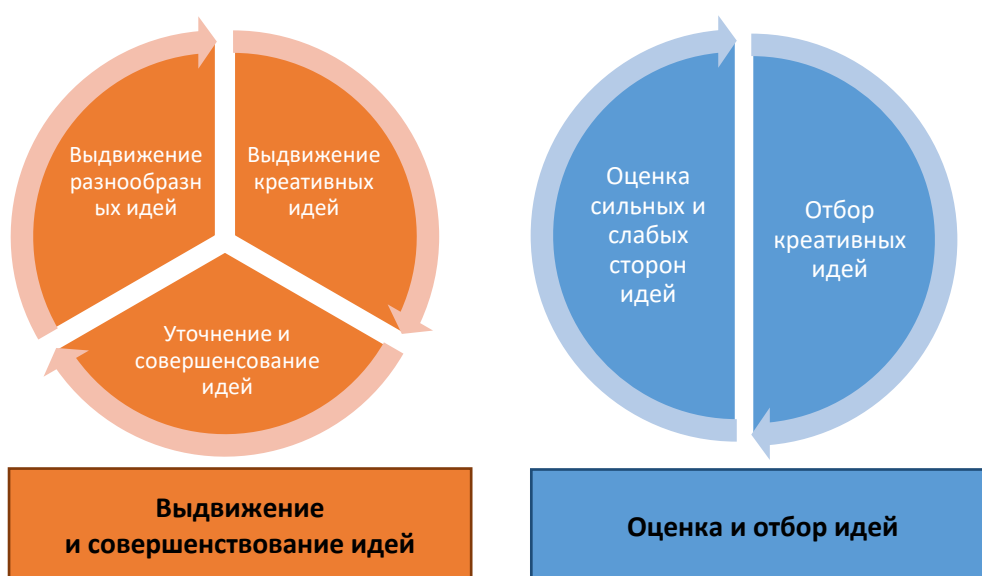 Выдвижение
разнообразн
ых идей
Выдвижение
креативных
идей
Уточнение и
совершенсование
идей
Выдвижение
и совершенствование идей
Оценка
сильных и
слабых
сторон
идей
Отбор
креативных
идей
Оценка и отбор идей